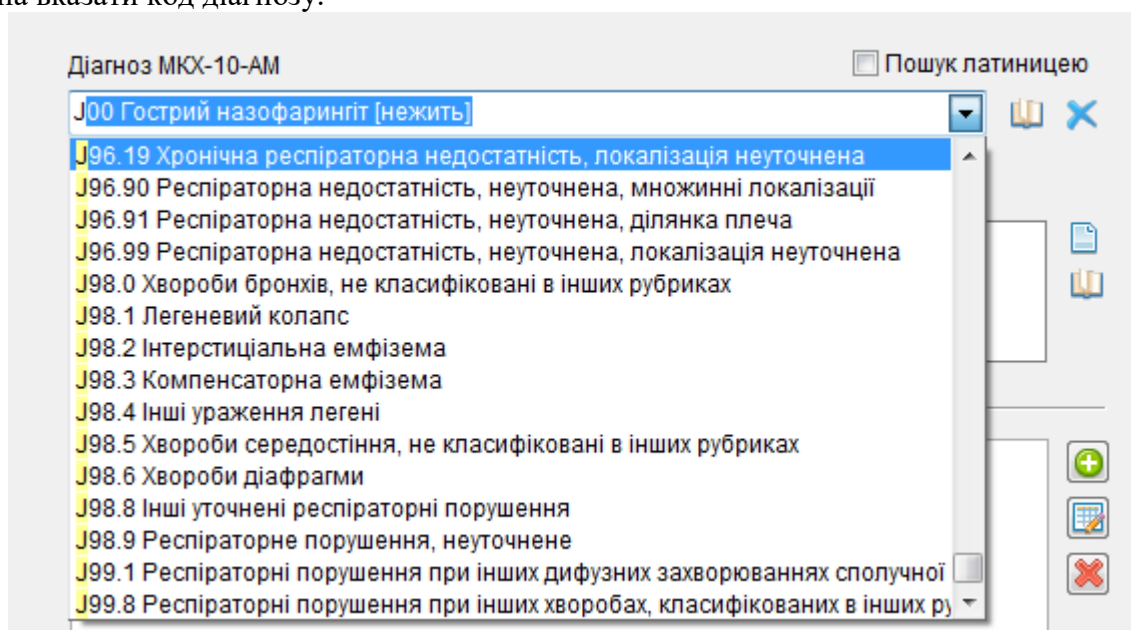 на вказати код діагнозу.
Діагноз МКХ-10-АМ
Пошук латиницею
J00 Гострий назофарингіт [нежить]
J96.19 Хронічна респіраторна недостатність, локалізація неуточнена
J96.90 Респіраторна недостатність, неуточнена, множинні локалізації
J96.91 Респіраторна недостатність, неуточнена, ділянка плеча
J96.99 Респіраторна недостатність, неуточнена, локалізація неуточнена
J98.0 Хвороби бронхів, не класифіковані в інших рубриках
J98.1 Легеневий колапс
J98.2 Інтерстиціальна емфізема
J98.3 Компенсаторна емфізема
J98.4 Інші ураження легені
J98.5 Хвороби середостіння, не класифіковані в інших рубриках
J98.6 Хвороби діафрагми
J98.8 Інші уточнені респіраторні порушення
J98.9 Респіраторне порушення, неуточнене
J99.1 Респіраторні порушення при інших дифузних захворюваннях сполучної
J99.8 Респіраторні порушення при інших хворобах, класифікованих в інших ру